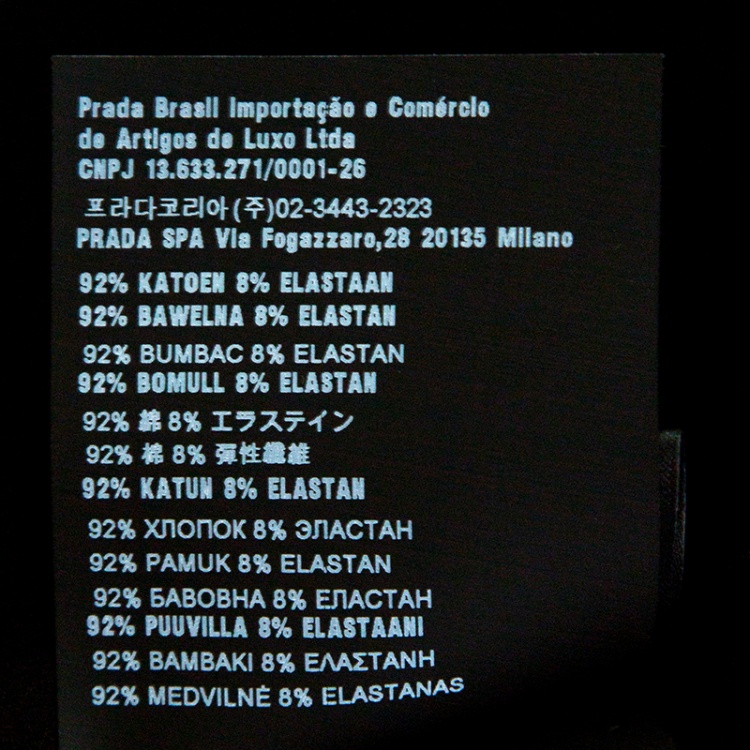 Prada Brasil Importação e Comércio
de Artigos de Luxo Ltda
CNPJ 13.633.271/0001-26
프라다코리아(주)02-3443-2323
PRADA SPA Via Fogazzaro,28 20135 Milano
92% KATOEN 8% ELASTAAN
92% BAWELNA 8% ELASTAN
92% BUMBAC 8% ELASTAN
92% BOMULL 8% ELASTAN
92% 綿 8% エラステイン
92% 棉 8% 彈性纖維
92% KATUN 8% ELASTAN
92% ХЛОПОК 8% ЭЛАСТАН
92% PAMUK 8% ELASTAN
92% БАВОВНА 8% ЕЛАСТАН
92% PUUVILLA 8% ELASTAANI
92% BAMBAKI 8% ΕΛΑΣΤΑΝΗ
92% MEDVILNĖ 8% ELASTANAS